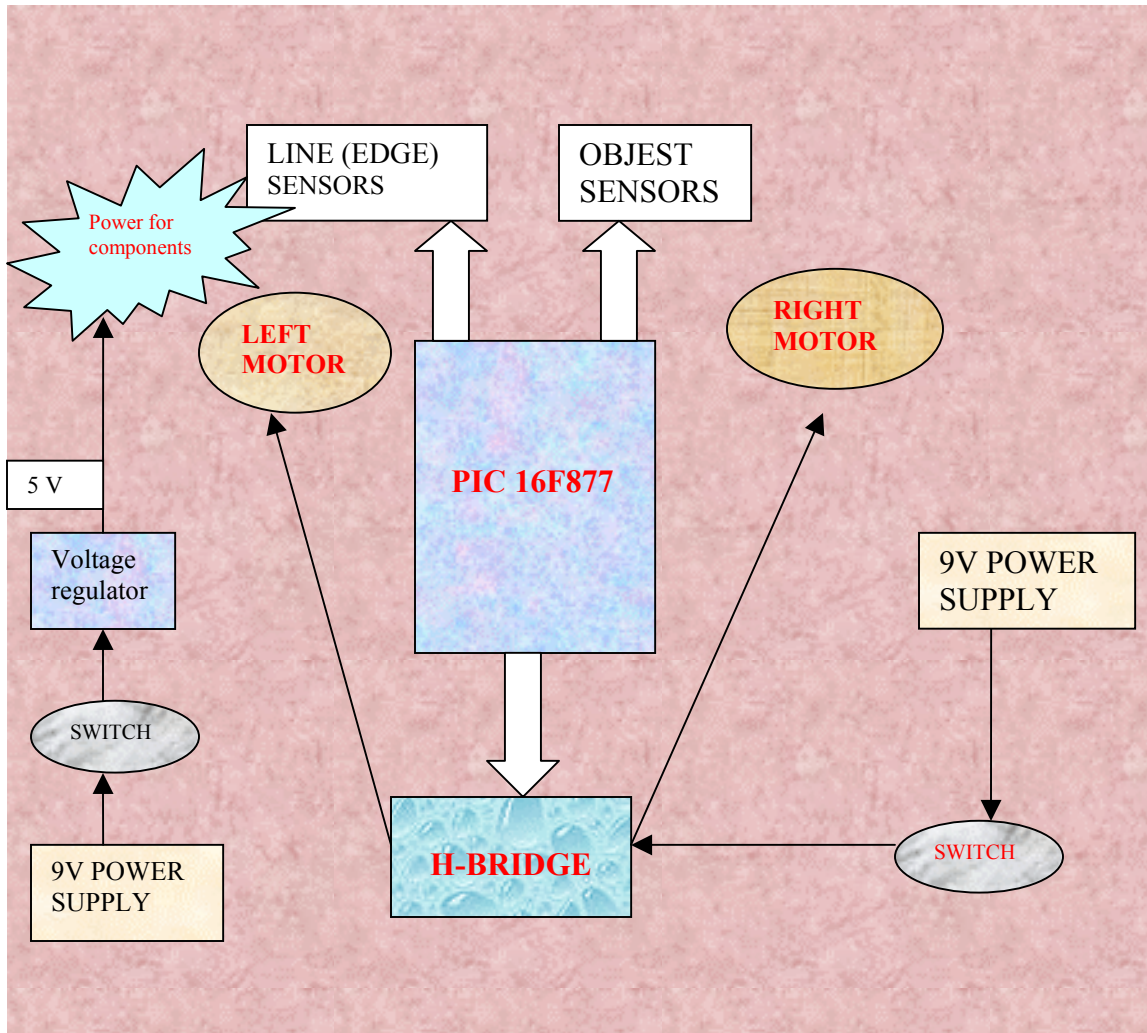 LINE (EDGE)
SENSORS
OBJEST
SENSORS
Power for
components
LEFT
MOTOR
RIGHT
MOTOR
PIC 16F877
5 V
Voltage
regulator
9V POWER
SUPPLY
SWITCH
H-BRIDGE
SWITCH
9V POWER
SUPPLY